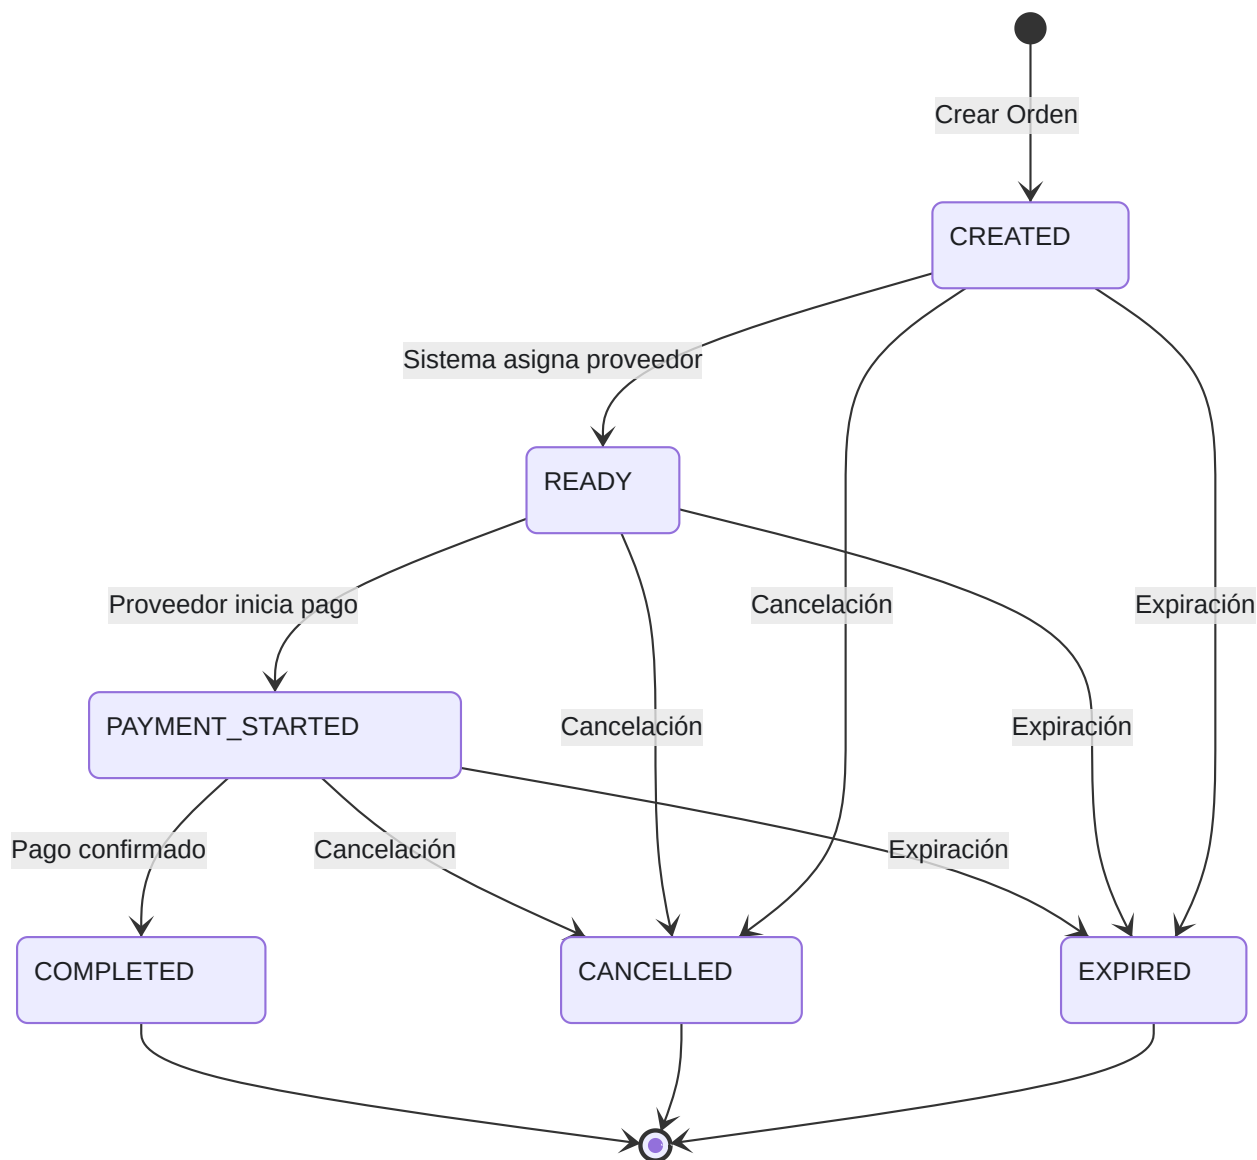 Crear Orden
CREATED
Sistema asigna proveedor
READY
Proveedor inicia pago
Cancelación
Expiración
PAYMENT_STARTED
Cancelación
Expiración
Pago confirmado
Cancelación
Expiración
COMPLETED
CANCELLED
EXPIRED